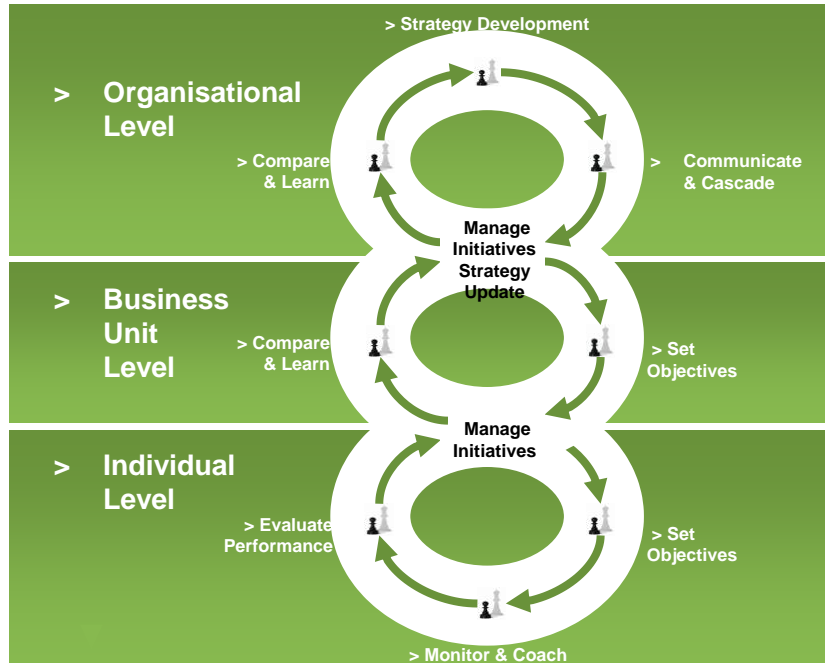 > Strategy Development
> Organisational
Level
> Compare
& Learn
> Communicate
& Cascade
Manage
Initiatives
Strategy
Update
> Business
Unit
Level
> Compare
& Learn
> Set
Objectives
Manage
Initiatives
> Individual
Level
> Evaluate
Performance
> Set
Objectives
> Monitor & Coach